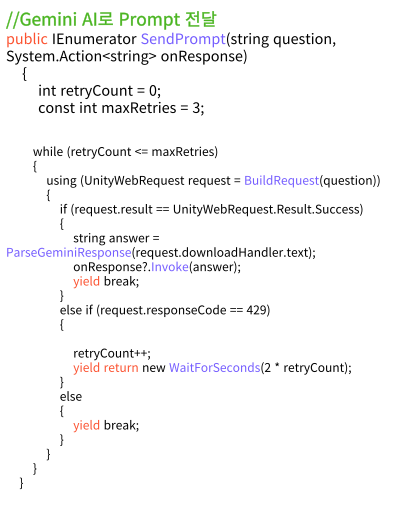 //Gemini AI로 Prompt 전달
public IEnumerator SendPrompt(string question,
System.Action<string> onResponse)
{
int retryCount = 0;
const int maxRetries = 3;
while (retryCount <= maxRetries)
{
using (UnityWebRequest request = BuildRequest(question))
{
if (request.result == UnityWebRequest.Result.Success)
{
string answer =
ParseGeminiResponse(request.downloadHandler.text);
onResponse?.Invoke(answer);
yield break;
}
else if (request.responseCode == 429)
{
retryCount++;
yield return new WaitForSeconds(2 * retryCount);
}
else
{
yield break;
}
}
}
}